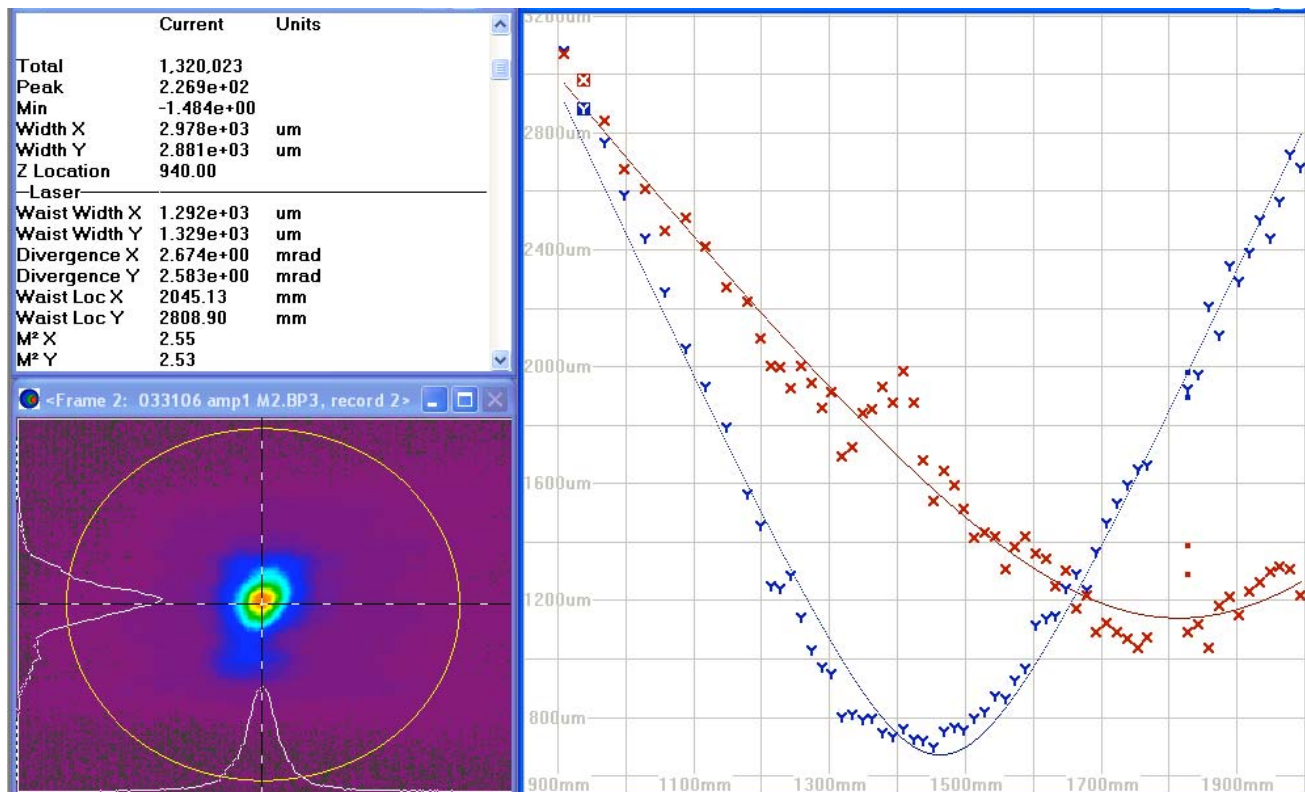 Current Units
Total 1,320,023
Peak 2.269e+02
Min -1.484e+00
Width X 2.978e+03 um
Width Y 2.881e+03 um
Z Location 940.00
Laser
Waist Width X 1.292e+03 um
Waist Width Y 1.329e+03 um
Divergence X 2.674e+00 mrad
Divergence Y 2.583e+00 mrad
Waist Loc X 2045.13 mm
Waist Loc Y 2808.90 mm
M² X 2.55
M² Y 2.53
<Frame 2: 033106 amp1 M2.BP3, record 2>
3200um
2800um
2400um
2000um
1600um
1200um
800um
900mm 1100mm 1300mm 1500mm 1700mm 1900mm